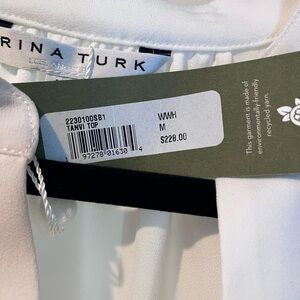 RINA TURK
2230100SB1
TANVI TOP
WWH
M
$228.00
97278 01630 4
This garment is made of
environmentally-friendly
recycled yarn.